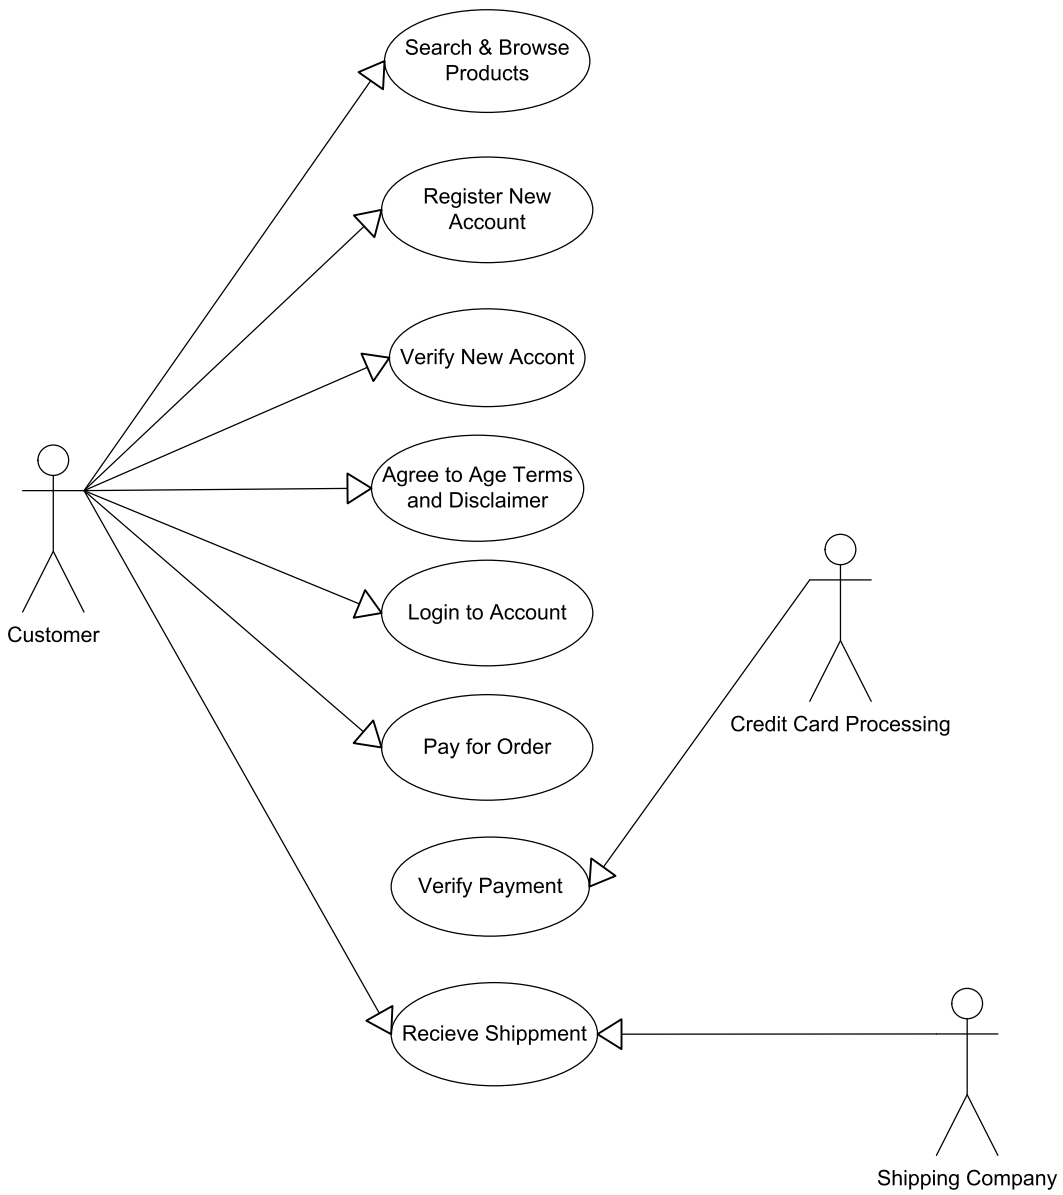 Search & Browse
Products
Register New
Account
Verify New Accont
Agree to Age Terms
and Disclaimer
Login to Account
Customer
Credit Card Processing
Pay for Order
Verify Payment
Recieve Shippment
Shipping Company